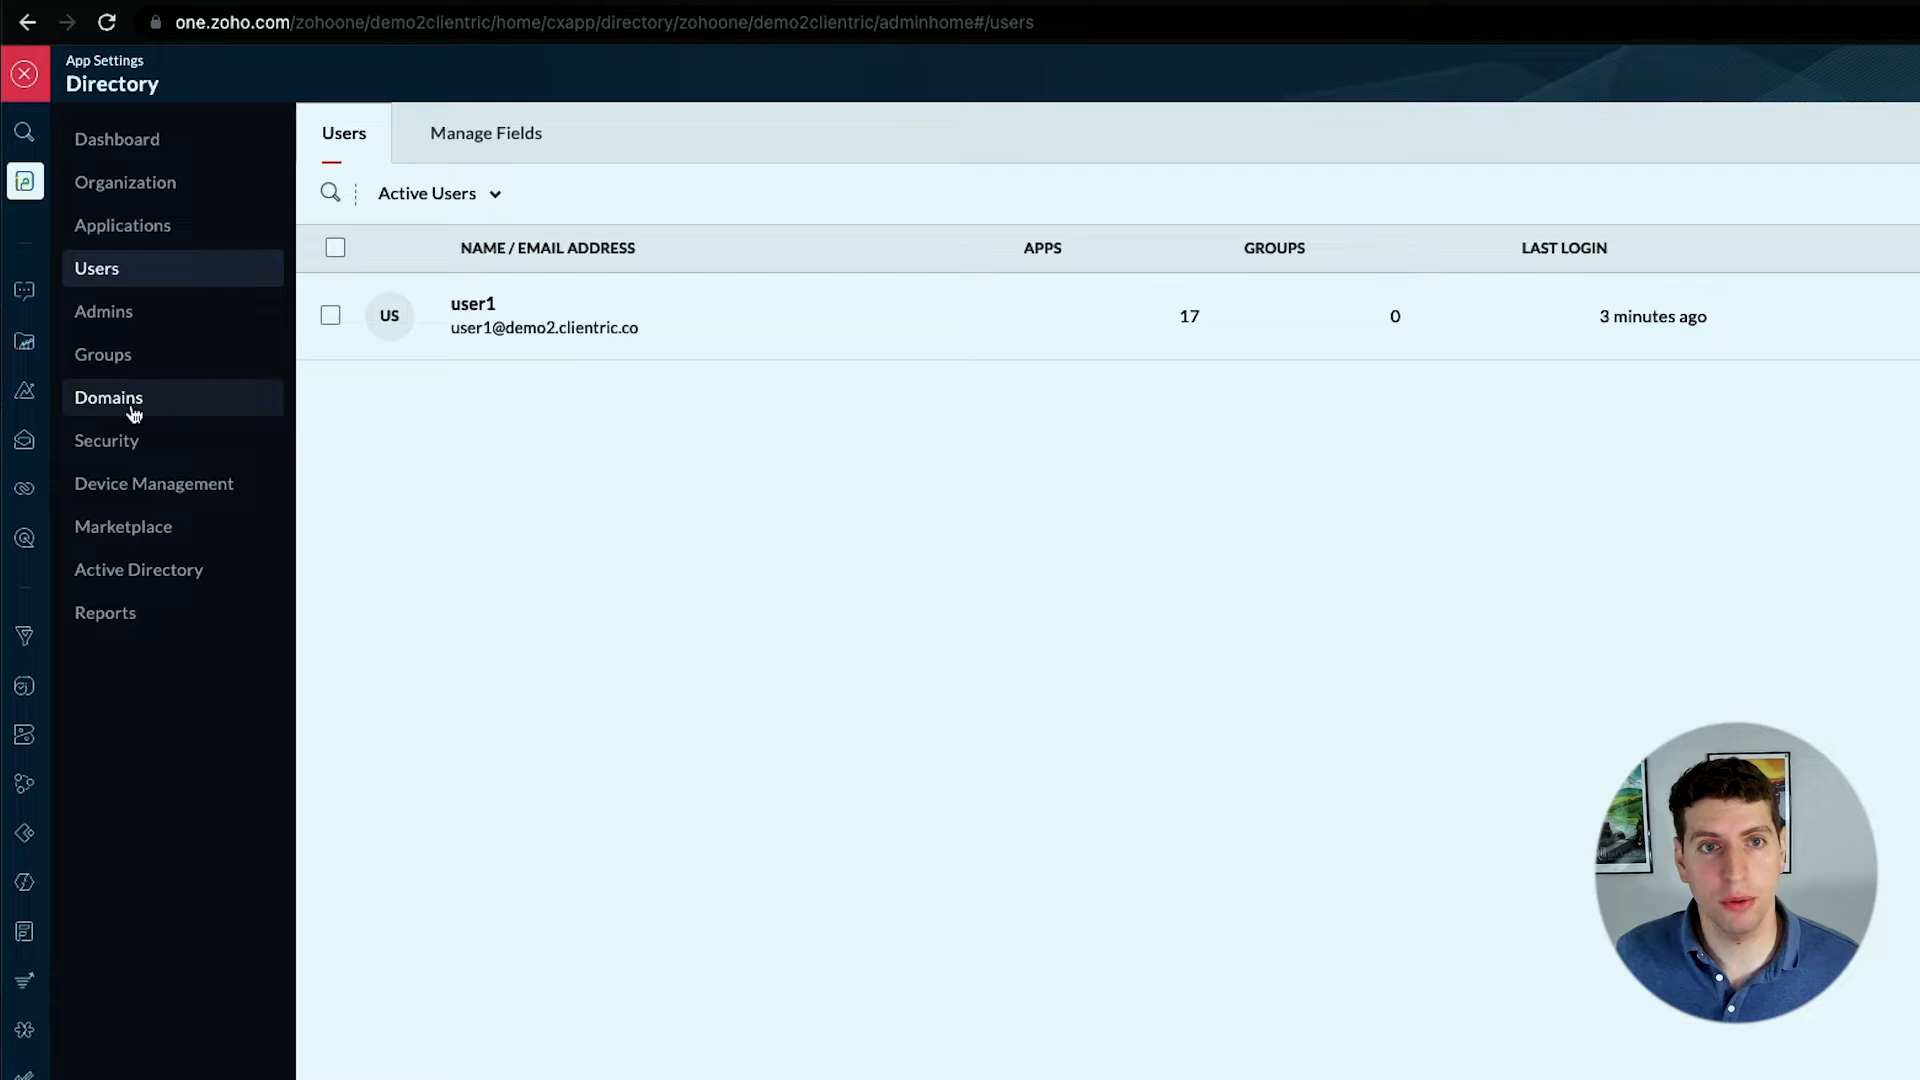 one.zoho.com/zohoone/demo2clientric/home/cxapp/directory/zohoone/demo2clientric/adminhome#/users
App Settings
Directory
Dashboard
Organization
Applications
Users
Admins
Groups
Domains
Security
Device Management
Marketplace
Active Directory
Reports
Users
Manage Fields
Active Users
NAME / EMAIL ADDRESS
APPS
GROUPS
LAST LOGIN
US
user1
user1@demo2.clientric.co
17
0
3 minutes ago